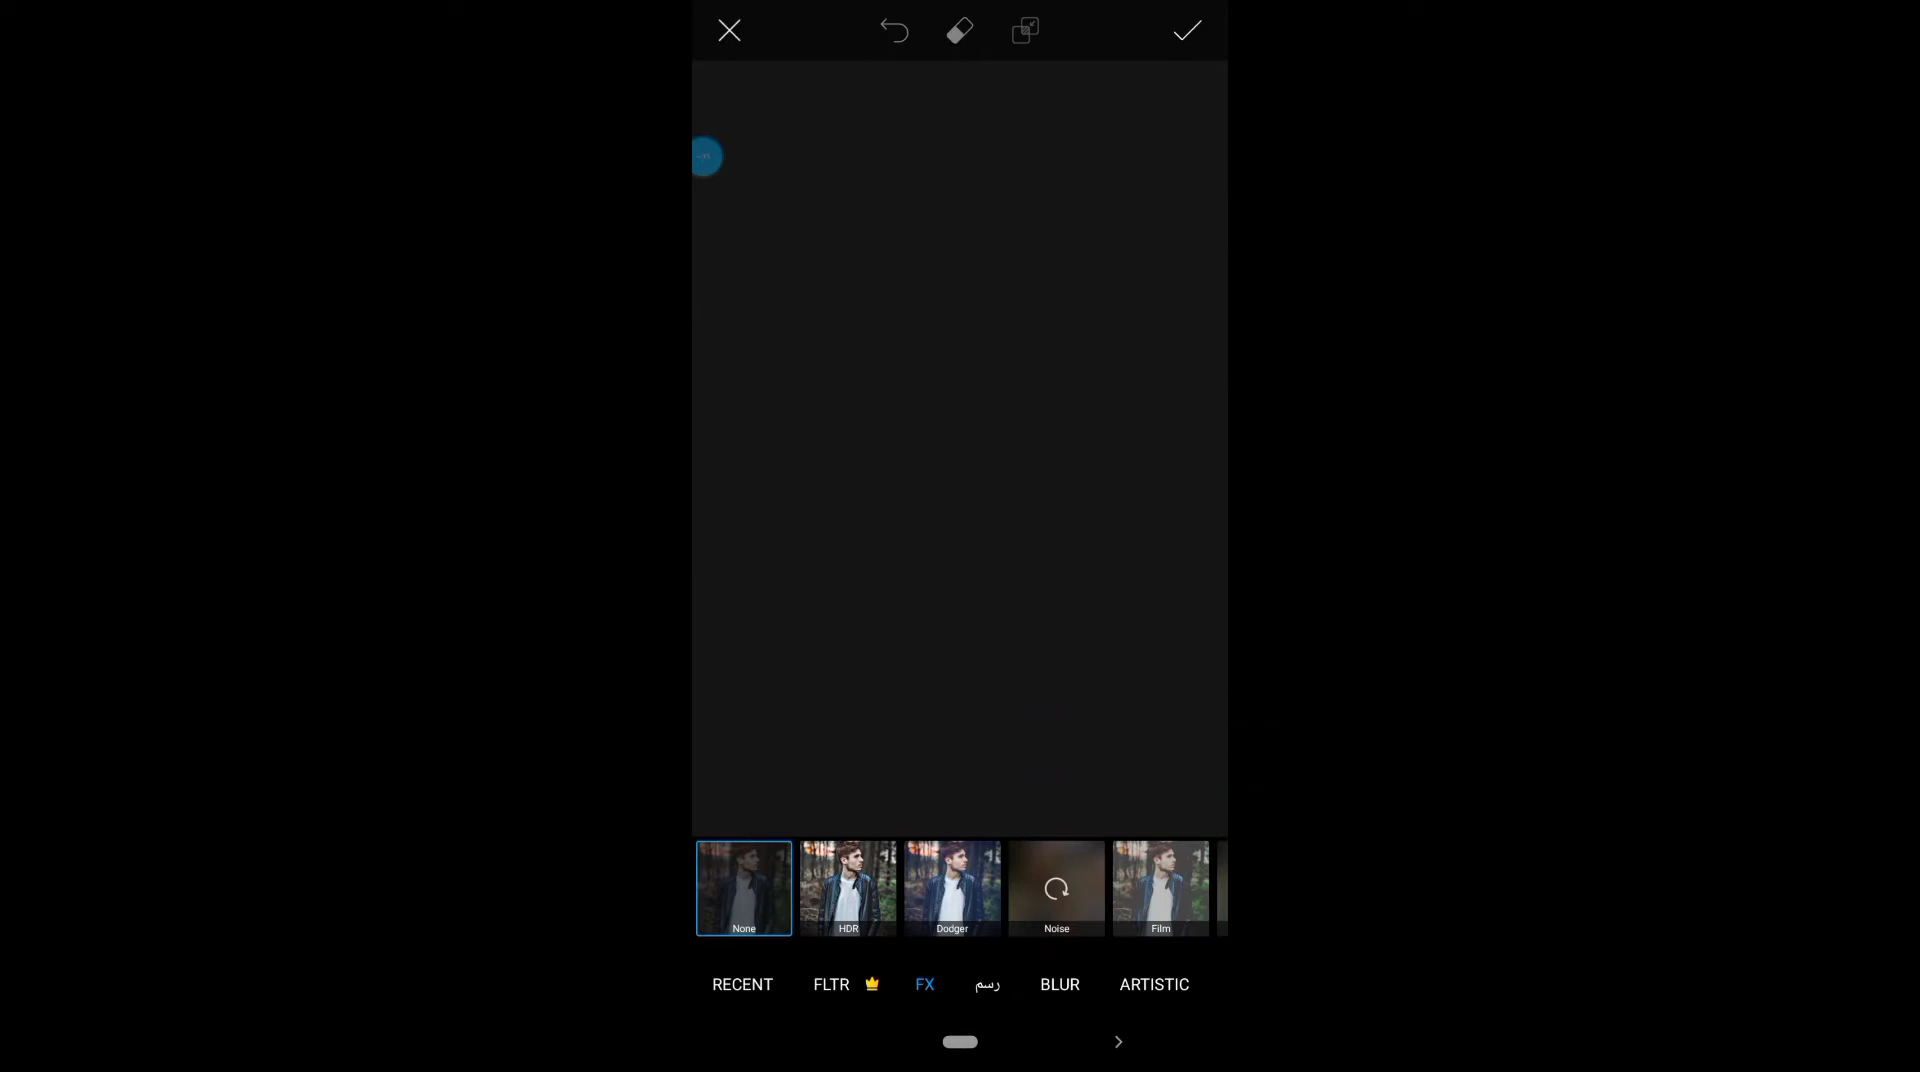 None
HDR
Dodger
Noise
Film
RECENT
FLTR
FX
رسم
BLUR
ARTISTIC